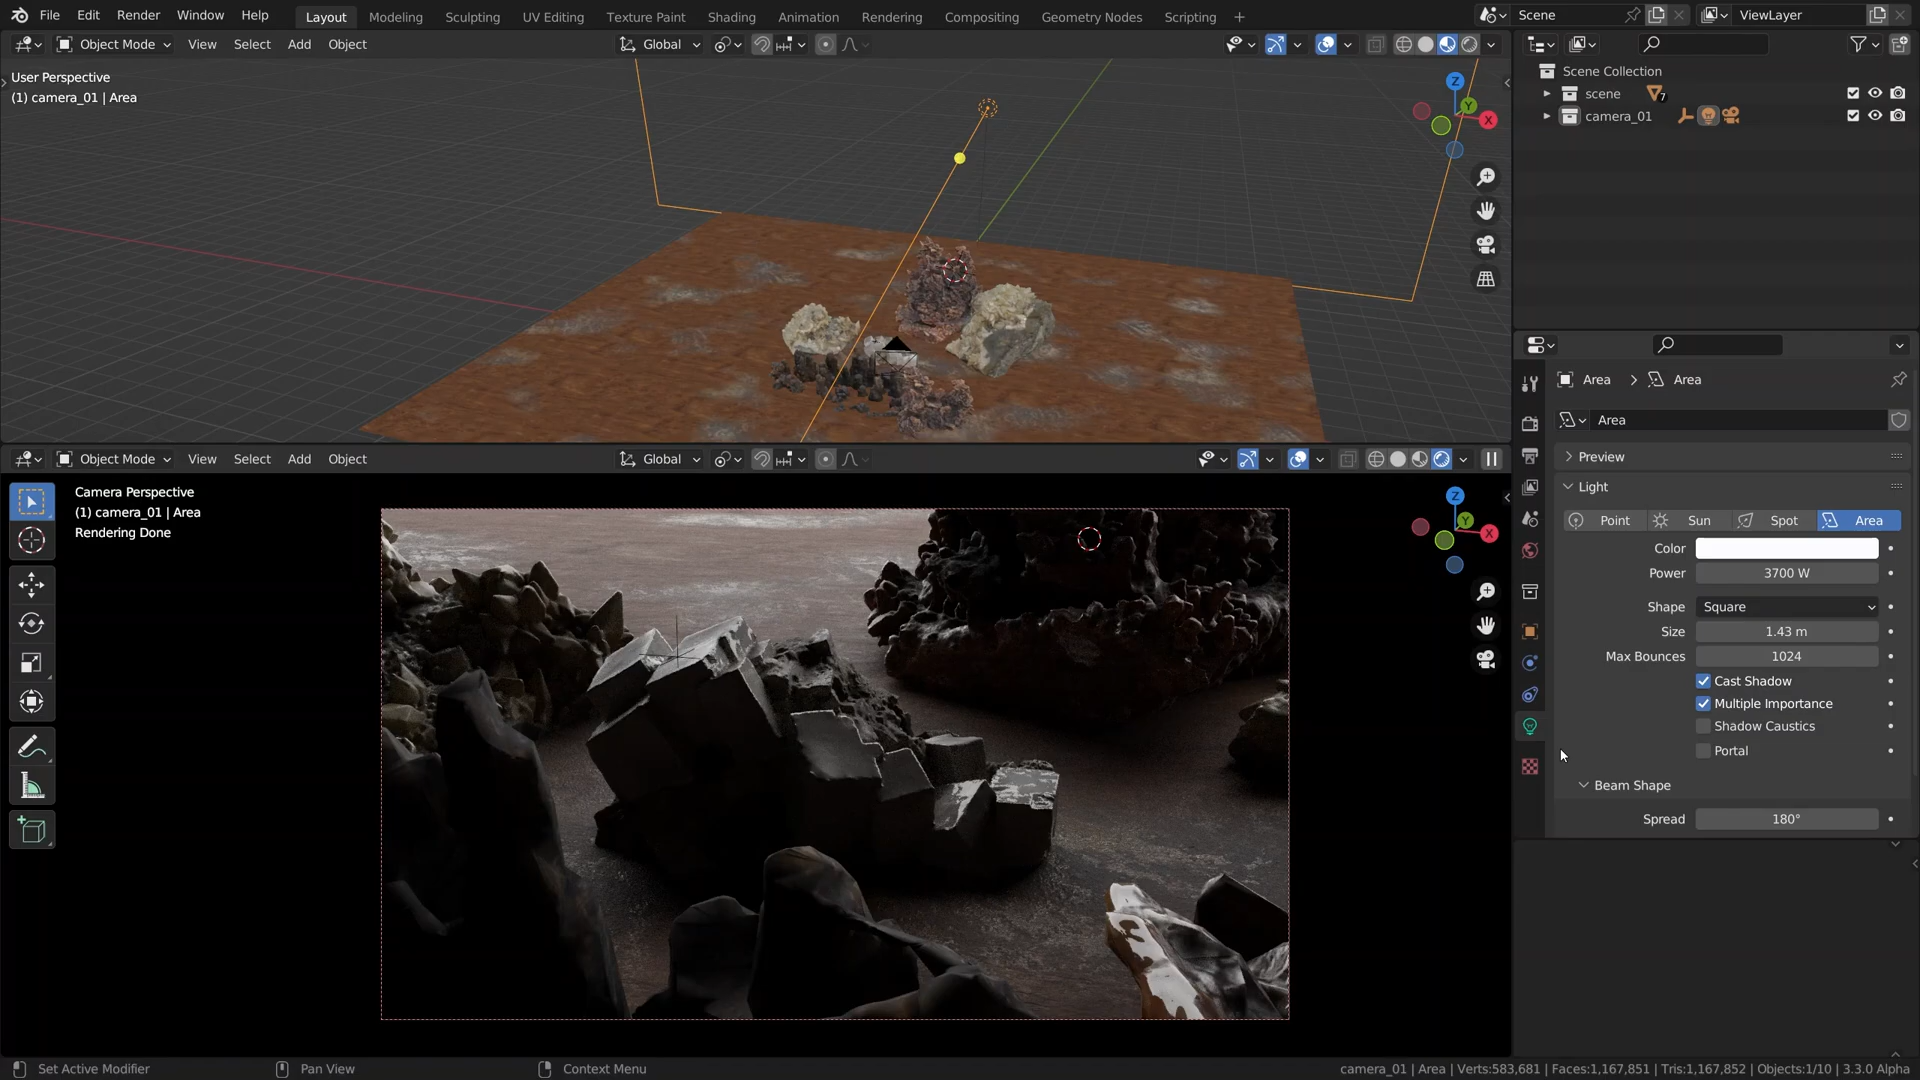 File Edit Render Window Help Layout Modeling Sculpting UV Editing Texture Paint Shading Animation Rendering Compositing Geometry Nodes Scripting + Scene ViewLayer
Object Mode View Select Add Object Global
User Perspective
(1) camera_01 | Area
Z
Y
X
Scene Collection
scene 7
camera_01
Area > Area
Area
Preview
Light
Point Sun Spot Area
Color
Power 3700 W
Shape Square
Size 1.43 m
Max Bounces 1024
Cast Shadow
Multiple Importance
Shadow Caustics
Portal
Beam Shape
Spread 180°
Object Mode View Select Add Object Global
Camera Perspective
(1) camera_01 | Area
Rendering Done
Z
Y
X
Set Active Modifier Pan View Context Menu camera_01 | Area | Verts:583,681 | Faces:1,167,851 | Tris:1,167,852 | Objects:1/10 | 3.3.0 Alpha